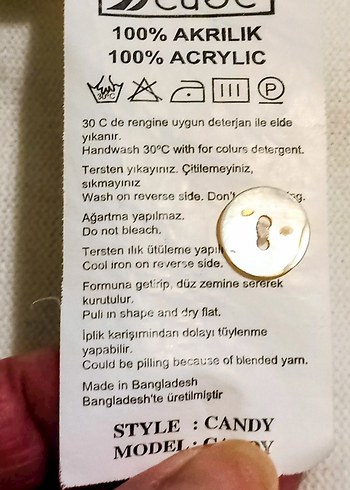 100% AKRILIK
100% ACRYLIC
30°C
P
30 C de rengine uygun deterjan ile elde
yıkanır.
Handwash 30ºC with for colurs detergent.
Tersten yıkayınız. Çitilemeyiniz,
sıkmayınız
Wash on reverse side.
Ağartma yapılmaz.
Do not bleach.
Tersten ılık ütüleme
Cool iron on reverse side.
Formuna getirip, düz zemine sererek
kurutulur.
Pull in shape and dry flat.
İplik karışımından dolayı tüylenme
yapabilir.
Could be pilling because of blended yarn.
Made in Bangladesh
Bangladesh'te üretilmiştir
STYLE : CANDY
MODEL :